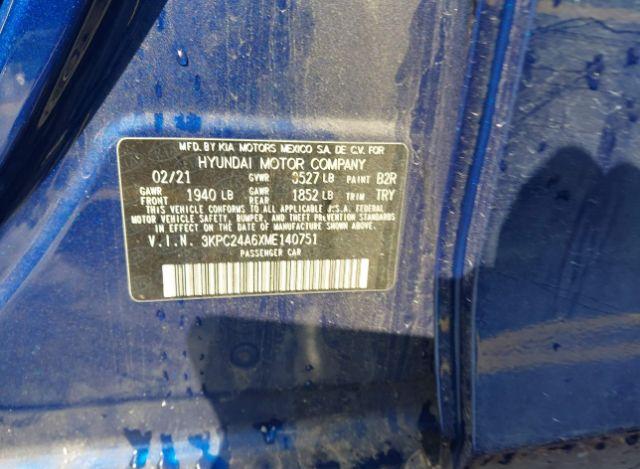 MFD. BY KIA MOTORS MEXICO SA. DE C.V. FOR
HYUNDAI MOTOR COMPANY
02/21 GVWR 3527 LB PAINT B2R
GAWR FRONT 1940 LB GAWR REAR 1852 LB TRIM TRY
THIS VEHICLE CONFORMS TO ALL APPLICABLE U.S.A. FEDERAL
MOTOR VEHICLE SAFETY, BUMPER, AND THEFT PREVENTION STANDARDS
IN EFFECT ON THE DATE OF MANUFACTURE SHOWN ABOVE.
V.I.N. 3KPC24A6XME140751
PASSENGER CAR